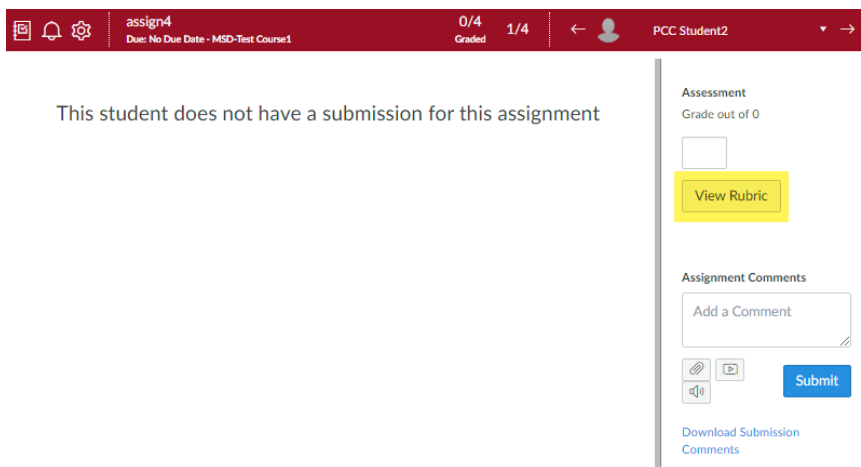 assign4
Due: No Due Date - MSD-Test Course1
0/4
Graded
1/4
PCC Student2
This student does not have a submission for this assignment
Assessment
Grade out of 0
View Rubric
Assignment Comments
Add a Comment
Submit
Download Submission
Comments